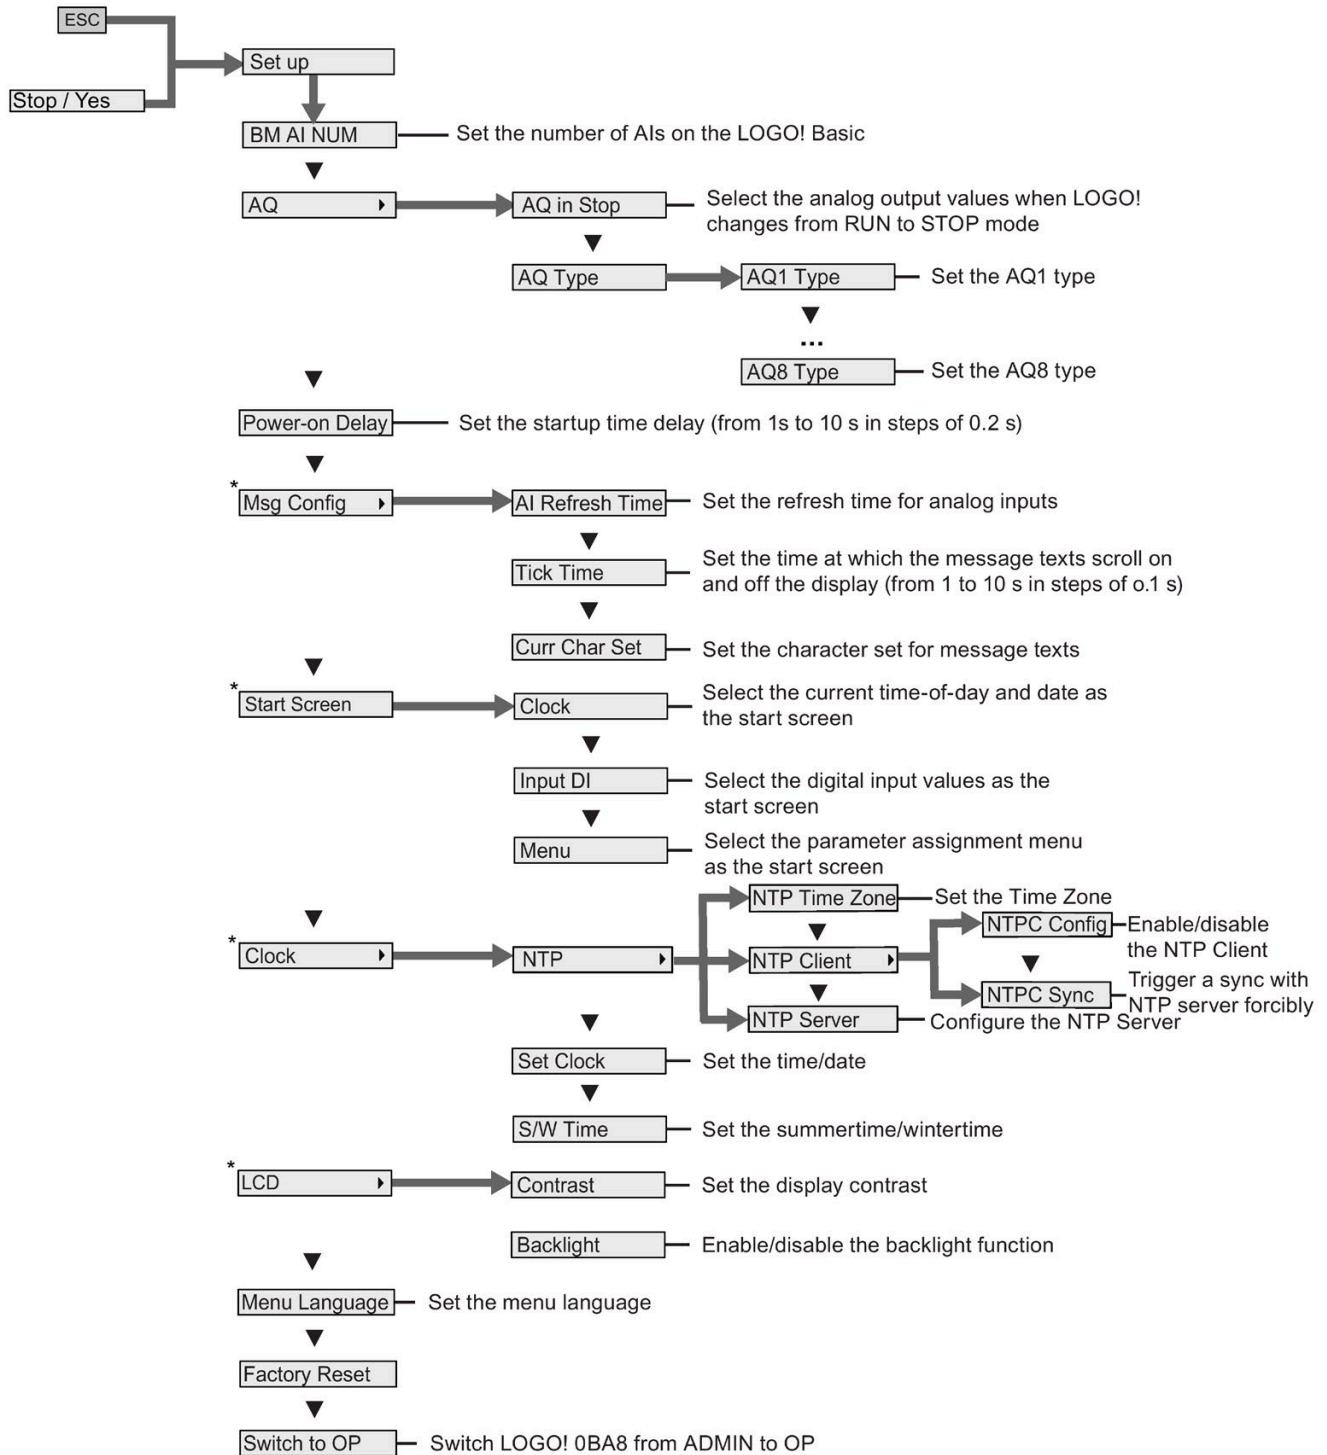 ESC
Set up
Stop / Yes
BM AI NUM
Set the number of AIs on the LOGO! Basic
AQ
AQ in Stop
Select the analog output values when LOGO!
changes from RUN to STOP mode
AQ Type
AQ1 Type
Set the AQ1 type
...
AQ8 Type
Set the AQ8 type
Power-on Delay
Set the startup time delay (from 1s to 10 s in steps of 0.2 s)
*
Msg Config
AI Refresh Time
Set the refresh time for analog inputs
Tick Time
Set the time at which the message texts scroll on
and off the display (from 1 to 10 s in steps of o.1 s)
Curr Char Set
Set the character set for message texts
*
Start Screen
Clock
Select the current time-of-day and date as
the start screen
Input DI
Select the digital input values as the
start screen
Menu
Select the parameter assignment menu
as the start screen
*
Clock
NTP
NTP Time Zone
Set the Time Zone
NTP Client
NTPC Config
Enable/disable
the NTP Client
NTPC Sync
Trigger a sync with
NTP server forcibly
NTP Server
Configure the NTP Server
Set Clock
Set the time/date
S/W Time
Set the summertime/wintertime
*
LCD
Contrast
Set the display contrast
Backlight
Enable/disable the backlight function
Menu Language
Set the menu language
Factory Reset
Switch to OP
Switch LOGO! 0BA8 from ADMIN to OP